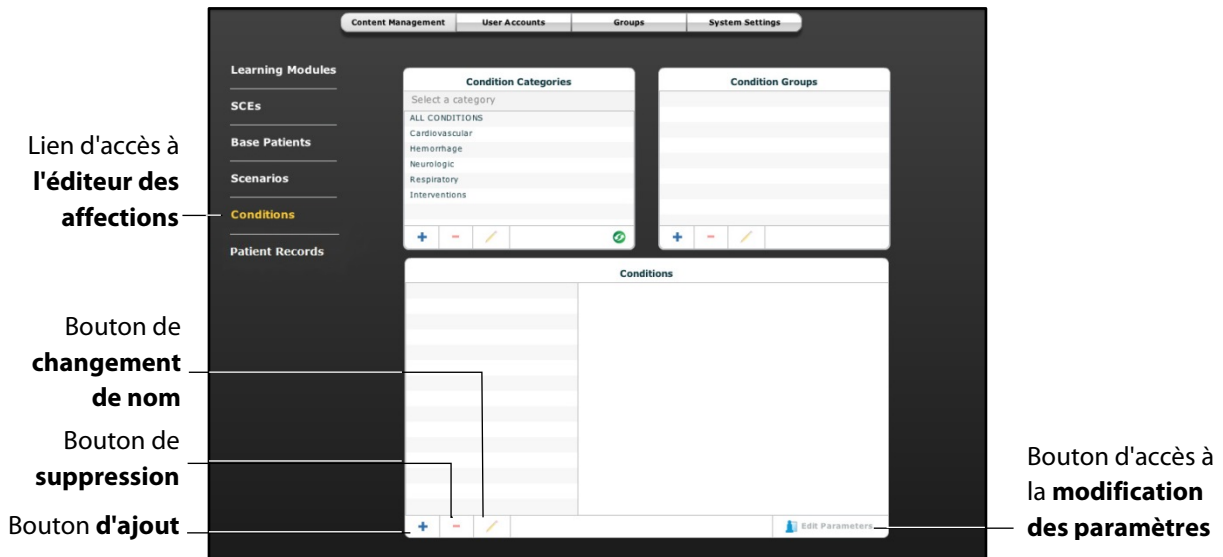 Content Management User Accounts Groups System Settings
Learning Modules
SCEs
Base Patients
Scenarios
Conditions
Patient Records
Condition Categories
Select a category
ALL CONDITIONS
Cardiovascular
Hemorrhage
Neurologic
Respiratory
Interventions
Condition Groups
Conditions
Edit Parameters
Lien d'accès à
l'éditeur des
affections
Bouton de
changement
de nom
Bouton de
suppression
Bouton d'ajout
Bouton d'accès à
la modification
des paramètres